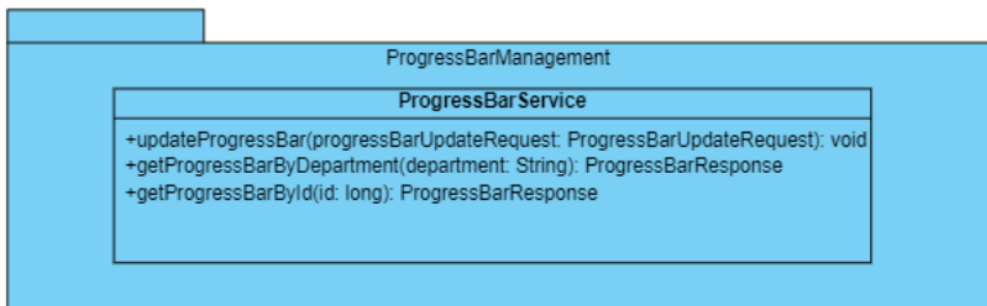 ProgressBarManagement
ProgressBarService
+updateProgressBar(progressBarUpdateRequest: ProgressBarUpdateRequest): void
+getProgressBarByDepartment(department: String): ProgressBarResponse
+getProgressBarById(id: long): ProgressBarResponse